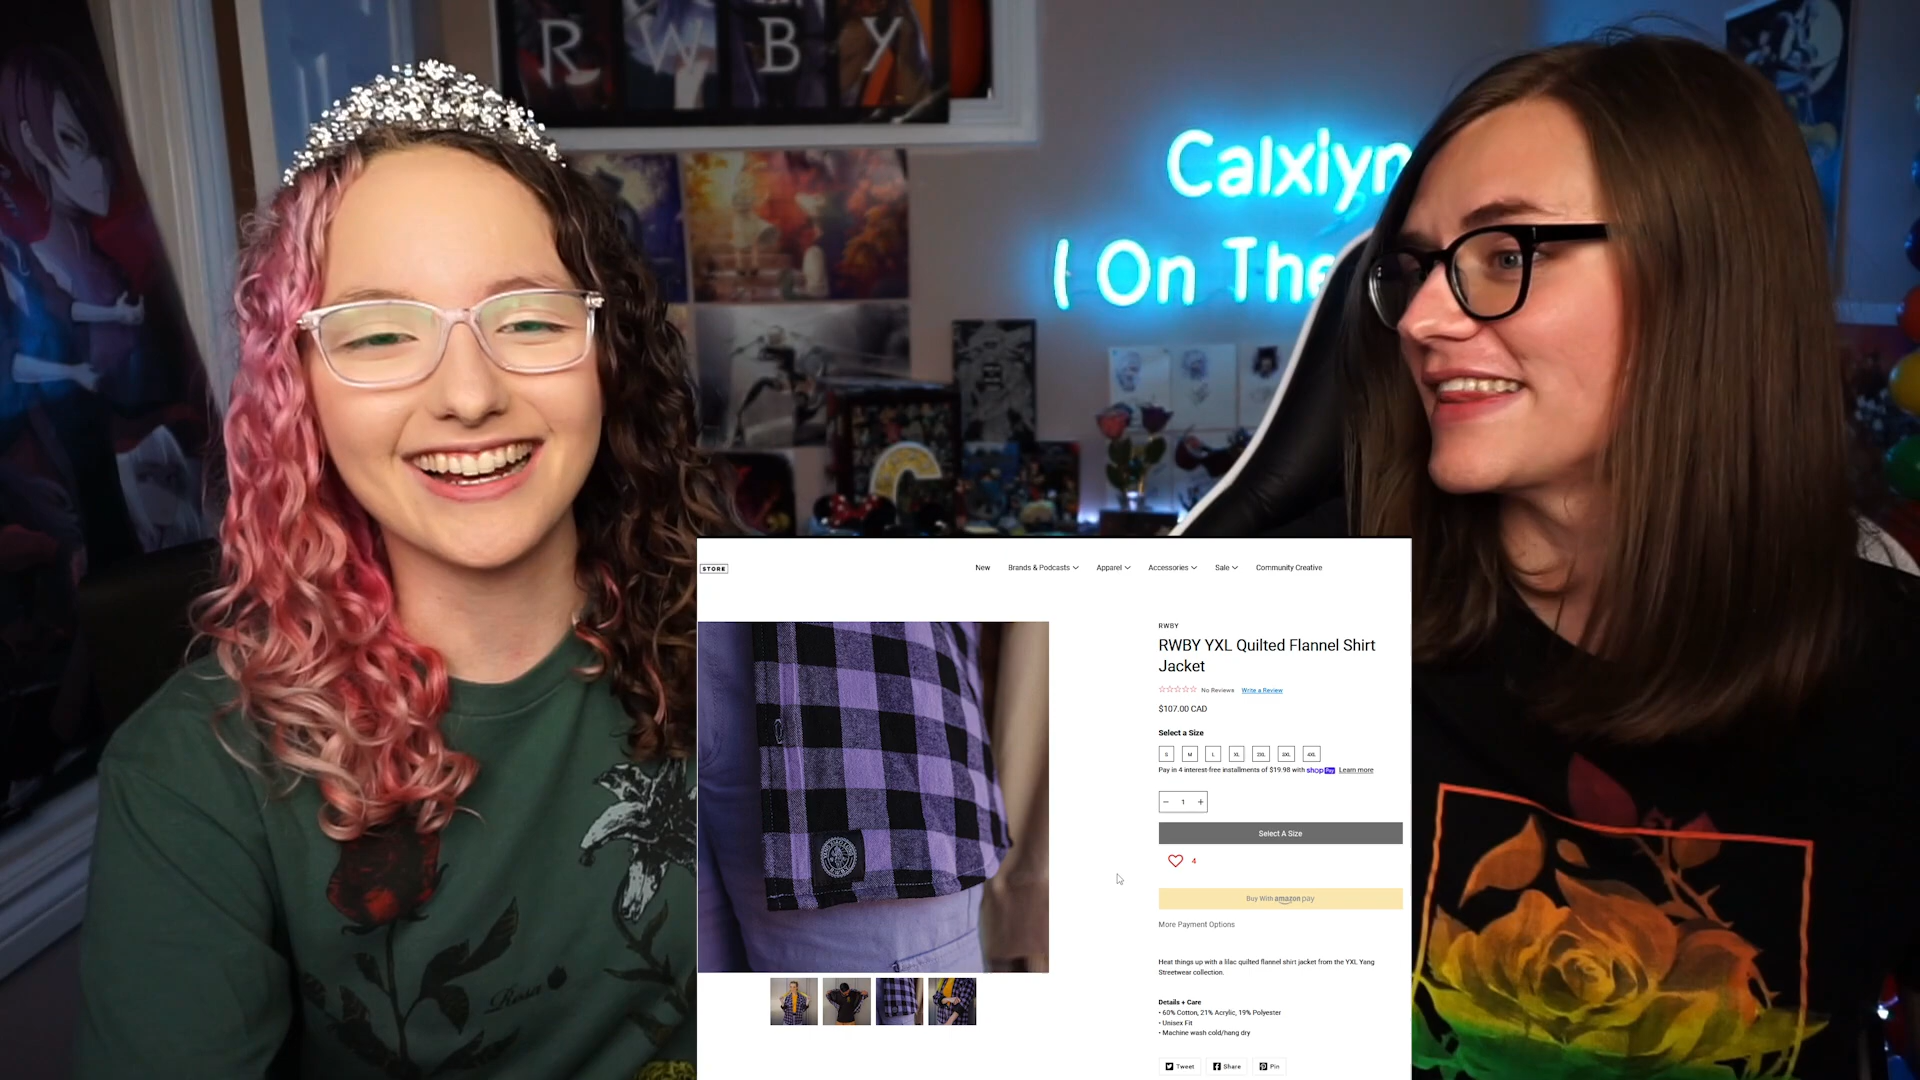 R W B Y
Calxiyn
I On The
STORE
New Brands & Podcasts Apparel Accessories Sale Community Creative
RWBY
RWBY YXL Quilted Flannel Shirt
Jacket
No Reviews Write a Review
$107.00 CAD
Select a Size
S M L XL 2XL 3XL 4XL
Pay in 4 interest-free installments of $19.98 with shop Pay Learn more
− 1 +
Select A Size
4
Buy With amazon pay
More Payment Options
Heat things up with a lilac quilted flannel shirt jacket from the YXL Yang
Streetwear collection.
Details + Care
• 60% Cotton, 21% Acrylic, 19% Polyester
• Unisex Fit
• Machine wash cold/hang dry
Tweet Share Pin
Rosa
C